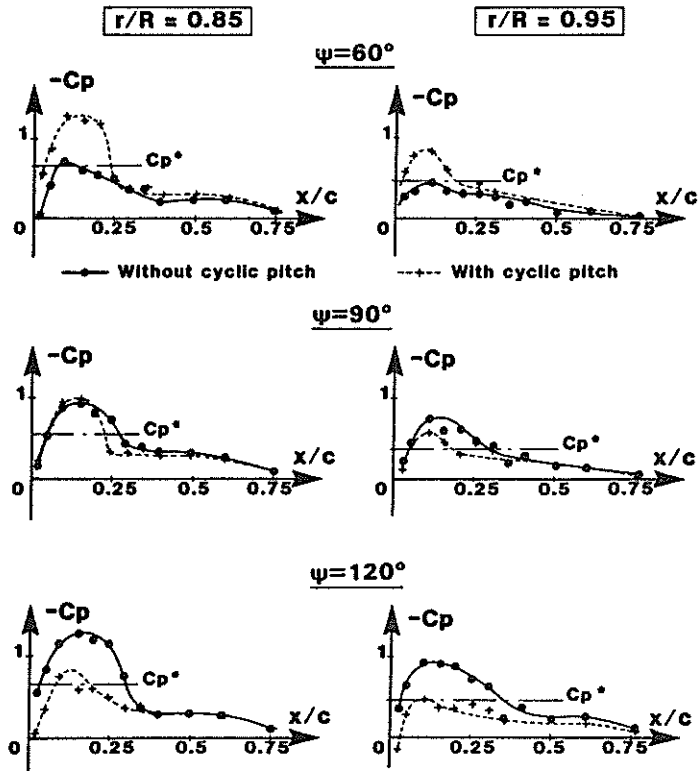 r/R = 0.85
r/R = 0.95
ψ=60°
-Cp
1
Cp*
x/c
0
0.25
0.5
0.75
-Cp
1
Cp*
x/c
0
0.25
0.5
0.75
Without cyclic pitch
With cyclic pitch
ψ=90°
-Cp
1
Cp*
x/c
0
0.25
0.5
0.75
-Cp
1
Cp*
x/c
0
0.25
0.5
0.75
ψ=120°
-Cp
1
Cp*
x/c
0
0.25
0.5
0.75
-Cp
1
Cp*
x/c
0
0.25
0.5
0.75